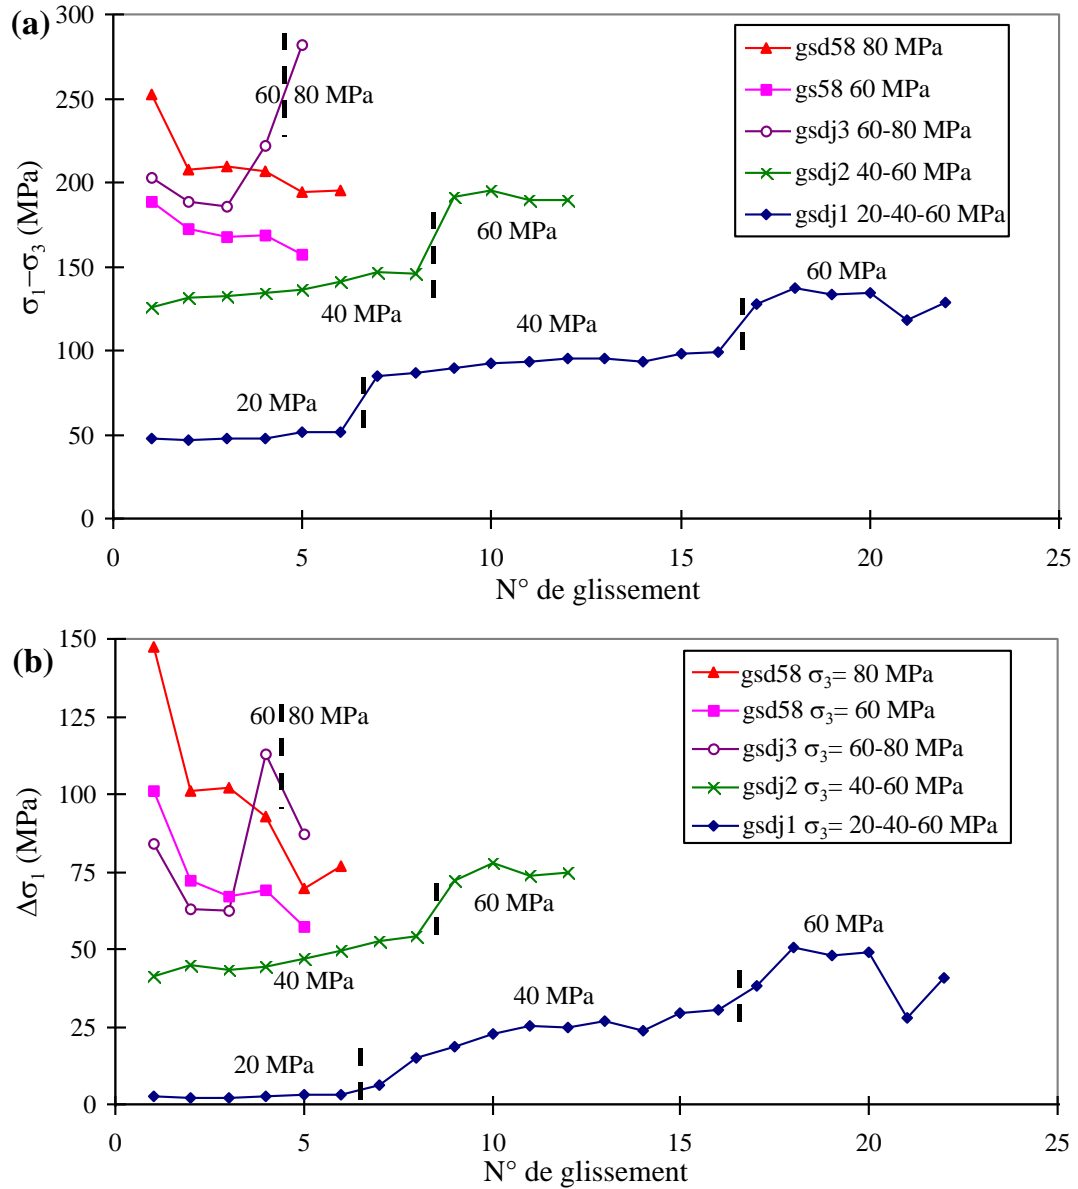 (a)
300
250
200
150
100
50
0
σ₁−σ₃ (MPa)
60 80 MPa
40 MPa
60 MPa
20 MPa
40 MPa
60 MPa
gsd58 80 MPa
gs58 60 MPa
gsdj3 60-80 MPa
gsdj2 40-60 MPa
gsdj1 20-40-60 MPa
0 5 10 15 20 25
N° de glissement
(b)
150
125
100
75
50
25
0
Δσ₁ (MPa)
60 80 MPa
40 MPa
60 MPa
20 MPa
40 MPa
60 MPa
gsd58 σ₃= 80 MPa
gsd58 σ₃= 60 MPa
gsdj3 σ₃= 60-80 MPa
gsdj2 σ₃= 40-60 MPa
gsdj1 σ₃= 20-40-60 MPa
0 5 10 15 20 25
N° de glissement